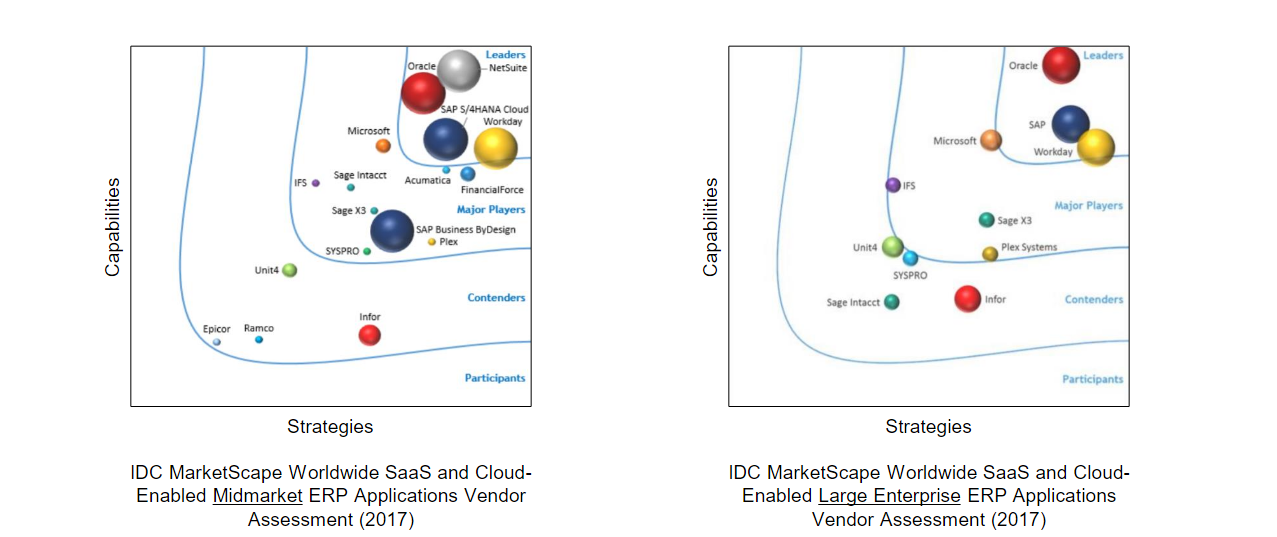 Leaders
Oracle
NetSuite
SAP S/4HANA Cloud
Workday
Microsoft
Acumatica
FinancialForce
IFS
Sage Intacct
Sage X3
Major Players
SAP Business ByDesign
Plex
SYSPRO
Unit4
Contenders
Infor
Epicor
Ramco
Participants
Capabilities
Strategies
IDC MarketScape Worldwide SaaS and Cloud-
Enabled Midmarket ERP Applications Vendor
Assessment (2017)
Leaders
Oracle
SAP
Microsoft
Workday
IFS
Major Players
Sage X3
Unit4
Plex Systems
SYSPRO
Sage Intacct
Infor
Contenders
Participants
Capabilities
Strategies
IDC MarketScape Worldwide SaaS and Cloud-
Enabled Large Enterprise ERP Applications
Vendor Assessment (2017)